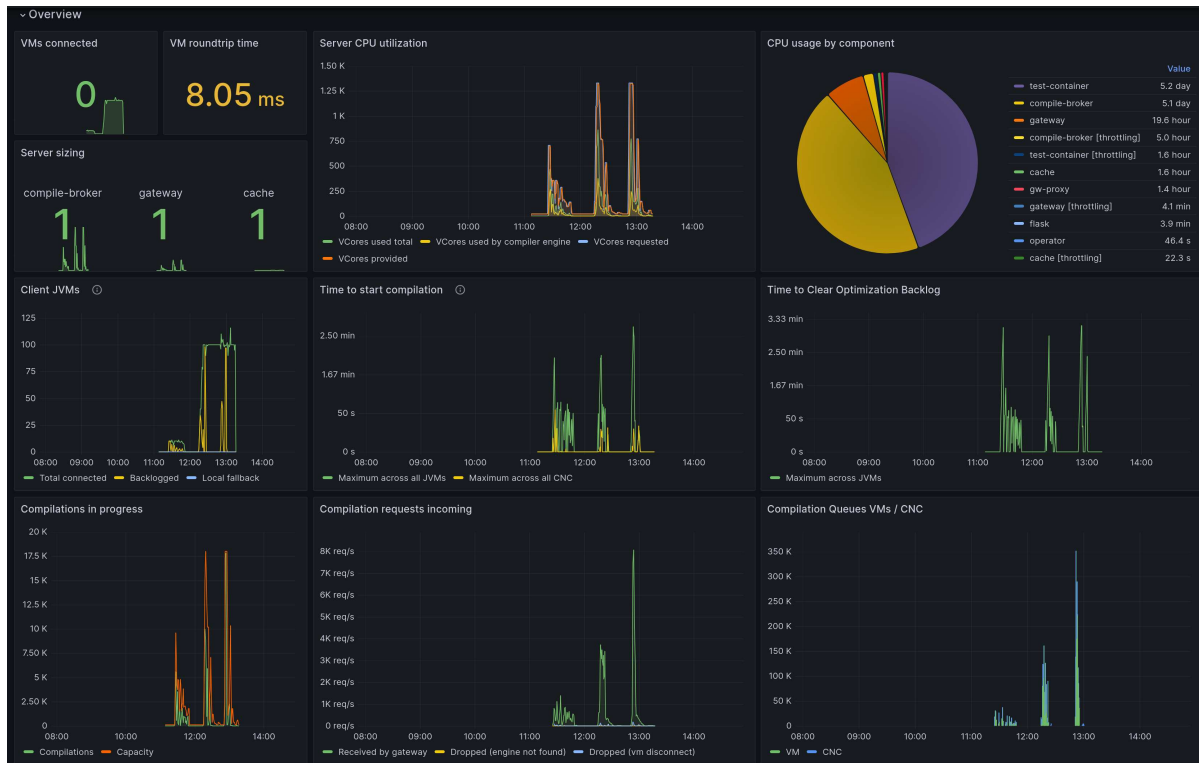 Overview
VMs connected
0
VM roundtrip time
8.05 ms
Server sizing
compile-broker
1
gateway
1
cache
1
Server CPU utilization
1.50 K
1.25 K
1 K
750
500
250
0
11:00 08:00 09:00 10:00 11:00 12:00 13:00 14:00
VCores used total VCores used by compiler engine VCores requested
VCores provided
CPU usage by component
Value
test-container 5.2 day
compile-broker 5.1 day
gateway 19.6 hour
compile-broker [throttling] 5.0 hour
test-container [throttling] 1.6 hour
cache 1.6 hour
gw-proxy 1.4 hour
gateway [throttling] 4.1 min
flask 3.9 min
operator 46.4 s
cache [throttling] 22.3 s
Client JVMs
125
100
75
50
25
0
08:00 09:00 10:00 11:00 12:00 13:00 14:00
Total connected Backlogged Local fallback
Time to start compilation
2.50 min
1.67 min
50 s
0 s
08:00 09:00 10:00 11:00 12:00 13:00 14:00
Maximum across all JVMs Maximum across all CNC
Time to Clear Optimization Backlog
3.33 min
2.50 min
1.67 min
50 s
0 s
08:00 09:00 10:00 11:00 12:00 13:00 14:00
Maximum across JVMs
Compilations in progress
20 K
17.5 K
15 K
12.5 K
10 K
7.50 K
5 K
2.50 K
0
08:00 10:00 12:00 14:00
Compilations Capacity
Compilation requests incoming
8K req/s
7K req/s
6K req/s
5K req/s
4K req/s
3K req/s
2K req/s
1K req/s
0 req/s
08:00 09:00 10:00 11:00 12:00 13:00 14:00
Received by gateway Dropped (engine not found) Dropped (vm disconnect)
Compilation Queues VMs / CNC
350 K
300 K
250 K
200 K
150 K
100 K
50 K
0
08:00 09:00 10:00 11:00 12:00 13:00 14:00
VM CNC